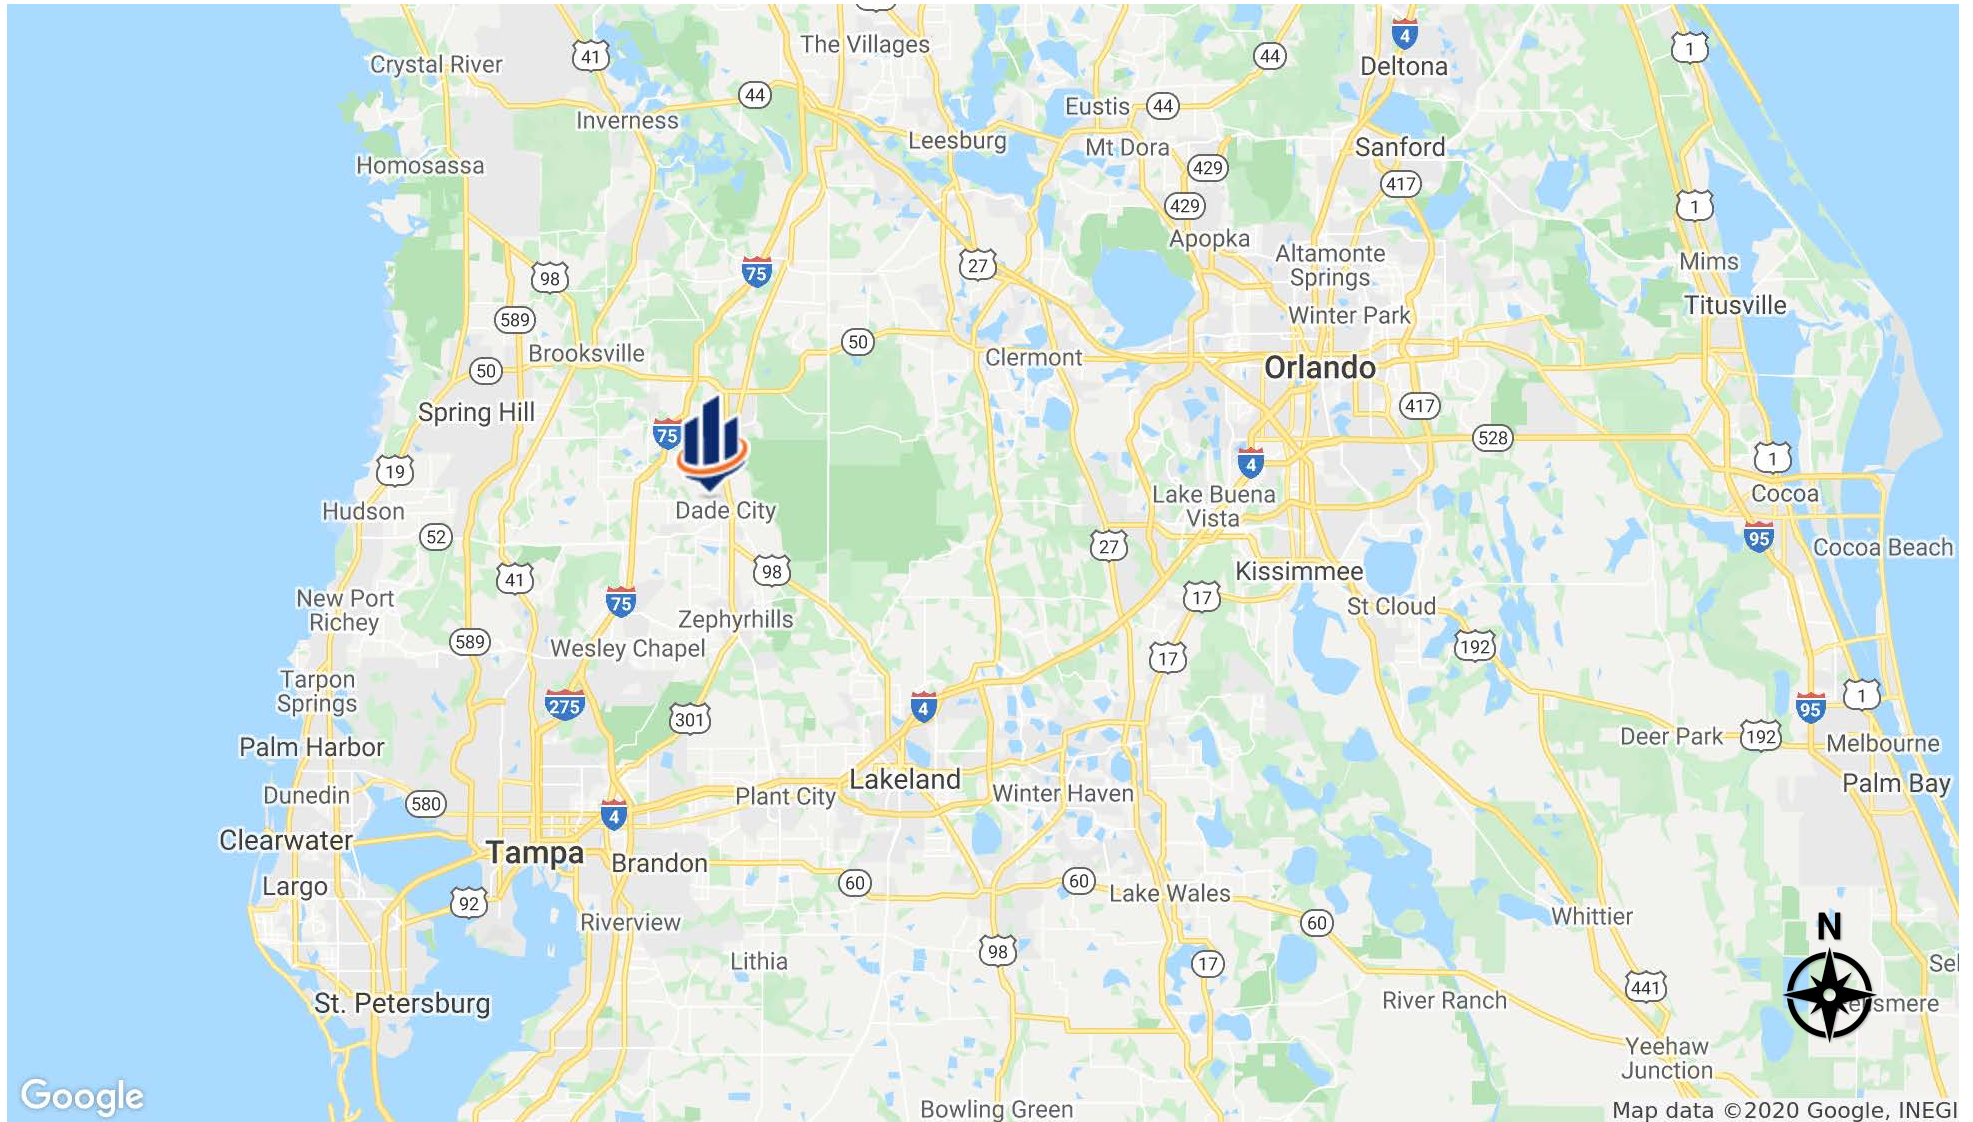 The Villages
4
1
41
Crystal River
44
Deltona
44
Eustis
44
Inverness
Leesburg
Mt Dora
Sanford
Homosassa
429
417
429
1
Apopka
Altamonte
Springs
27
Mims
98
75
Titusville
589
Winter Park
50
Brooksville
Clermont
Orlando
50
Spring Hill
417
75
528
4
1
19
Lake Buena
Vista
Cocoa
Hudson
Dade City
52
27
95
Cocoa Beach
41
98
Kissimmee
New Port
Richey
75
17
St Cloud
Zephyrhills
589
Wesley Chapel
17
192
Tarpon
Springs
275
301
4
95
1
Palm Harbor
Deer Park
192
Melbourne
Dunedin
580
Lakeland
Plant City
Winter Haven
Palm Bay
4
Clearwater
Tampa
Brandon
Largo
60
60
Lake Wales
92
Riverview
60
Whittier
N
98
Lithia
17
Sel
441
St. Petersburg
River Ranch
Yeehaw
Junction
Google
Bowling Green
Map data ©2020 Google, INEGI